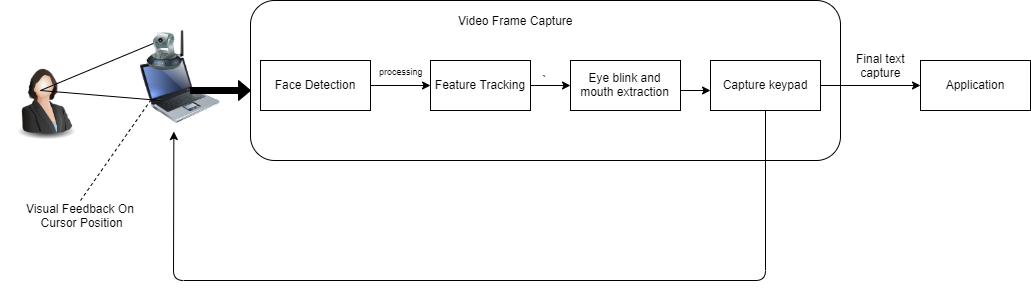 Video Frame Capture
Face Detection
processing
Feature Tracking
`
Eye blink and
mouth extraction
Capture keypad
Final text
capture
Application
Visual Feedback On
Cursor Position